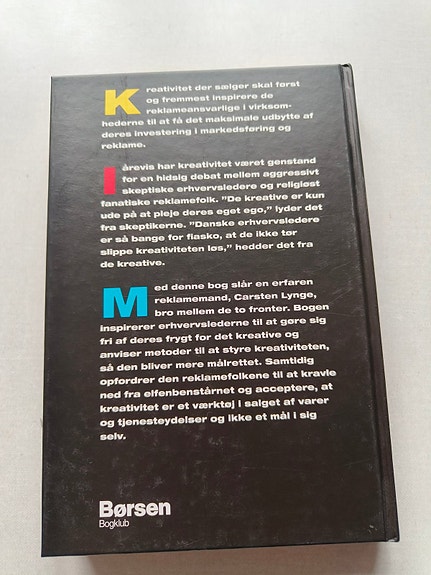 Kreativitet der sælger skal først
og fremmest inspirere de
reklameansvarlige i virksom-
hederne til at få det maksimale udbytte af
deres investering i markedsføring og
reklame.
I årevis har kreativitet været genstand
for en hidsig debat mellem aggressivt
skeptiske erhvervsledere og religiøst
fanatiske reklamefolk. ”De kreative er kun
ude på at pleje deres eget ego,” lyder det
fra skeptikerne. ”Danske erhvervsledere
er så bange for fiasko, at de ikke tør
slippe kreativiteten løs,” hedder det fra
de kreative.
Med denne bog slår en erfaren
reklamemand, Carsten Lynge,
bro mellem de to fronter. Bogen
inspirerer erhvervslederne til at gøre sig
fri af deres frygt for det kreative og
anviser metoder til at styre kreativiteten,
så den bliver mere målrettet. Samtidig
opfordrer den reklamefolkene til at kravle
ned fra elfenbenstårnet og acceptere, at
kreativitet er et værktøj i salget af varer
og tjenesteydelser og ikke et mål i sig
selv.
Børsen
Bogklub